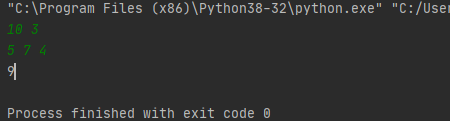 "C:\Program Files (x86)\Python38-32\python.exe" "C:/User
10 3
5 7 4
9
Process finished with exit code 0